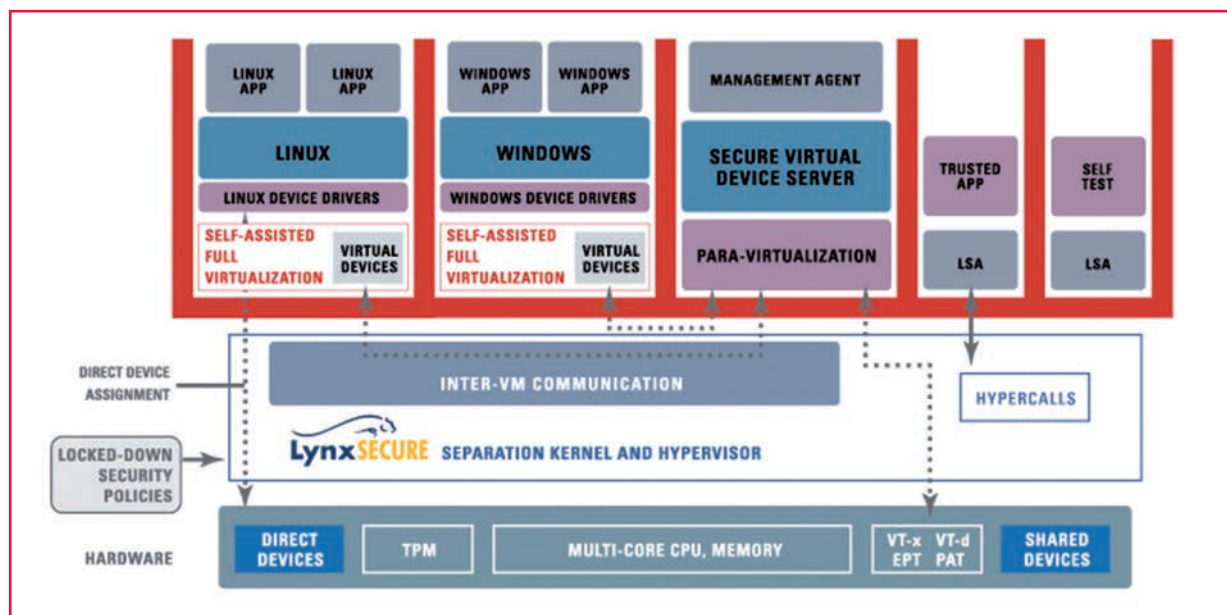 LINUX
APP
LINUX
APP
WINDOWS
APP
WINDOWS
APP
MANAGEMENT AGENT
LINUX
WINDOWS
SECURE VIRTUAL
DEVICE SERVER
TRUSTED
APP
SELF
TEST
LINUX DEVICE DRIVERS
WINDOWS DEVICE DRIVERS
SELF-ASSISTED
FULL
VIRTUALIZATION
VIRTUAL
DEVICES
SELF-ASSISTED
FULL
VIRTUALIZATION
VIRTUAL
DEVICES
PARA-VIRTUALIZATION
LSA
LSA
DIRECT DEVICE
ASSIGNMENT
INTER-VM COMMUNICATION
HYPERCALLS
LynxSECURE SEPARATION KERNEL AND HYPERVISOR
LOCKED-DOWN
SECURITY
POLICIES
HARDWARE
DIRECT
DEVICES
TPM
MULTI-CORE CPU, MEMORY
VT-x VT-d
EPT PAT
SHARED
DEVICES